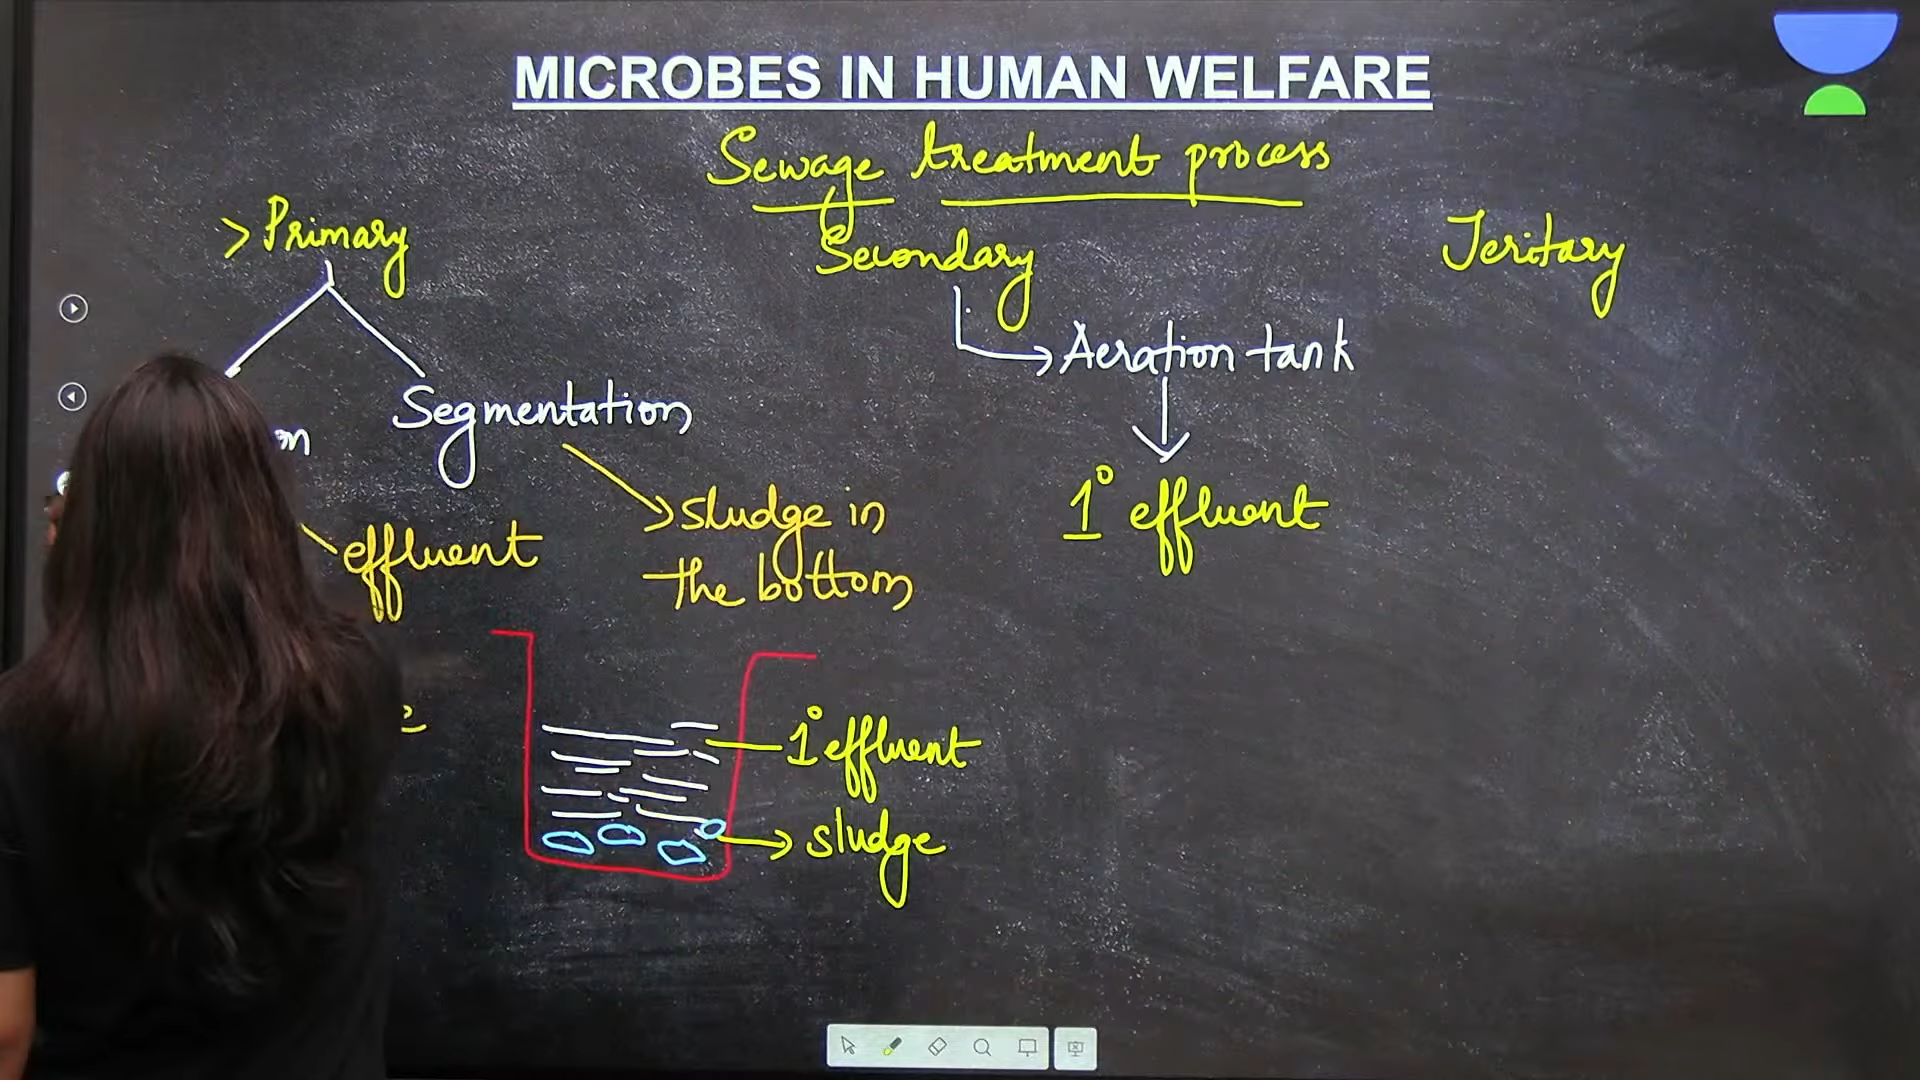 MICROBES IN HUMAN WELFARE
Sewage treatment process
> Primary
Secondary
Teritary
Aeration tank
Segmentation
1° effluent
sludge in
the bottom
effluent
1° effluent
sludge